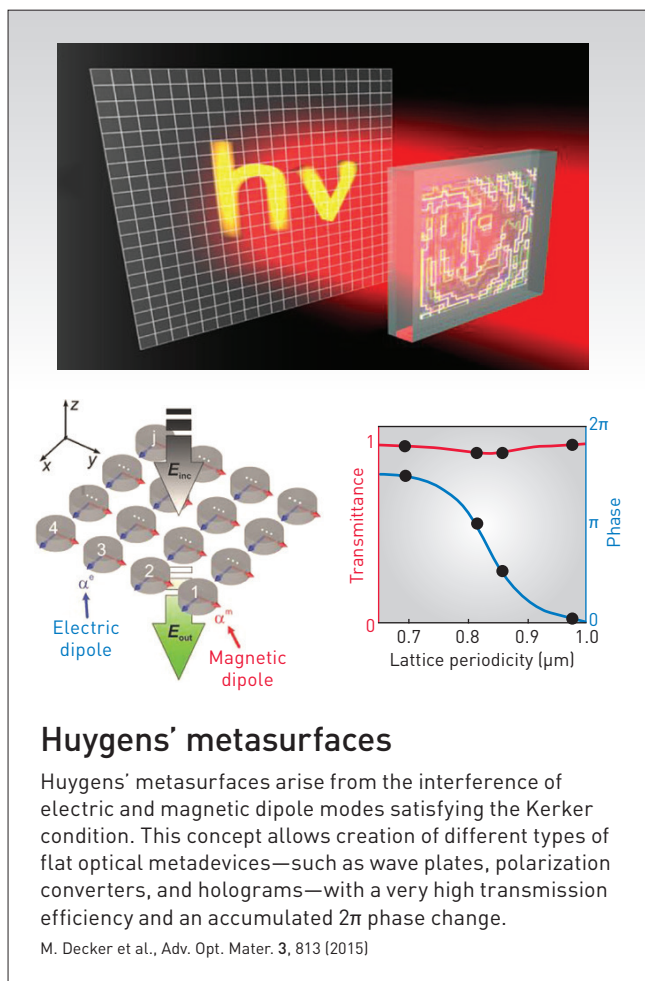 hν
z
x
y
j
E inc
...
...
...
...
...
...
...
...
4
3
2
1
αᵉ
αᵐ
E out
Electric
dipole
Magnetic
dipole
1
Transmittance
0
2π
π
Phase
0
0.7 0.8 0.9 1.0
Lattice periodicity (μm)
Huygens’ metasurfaces
Huygens’ metasurfaces arise from the interference of
electric and magnetic dipole modes satisfying the Kerker
condition. This concept allows creation of different types of
flat optical metadevices—such as wave plates, polarization
converters, and holograms—with a very high transmission
efficiency and an accumulated 2π phase change.
M. Decker et al., Adv. Opt. Mater. 3, 813 (2015)